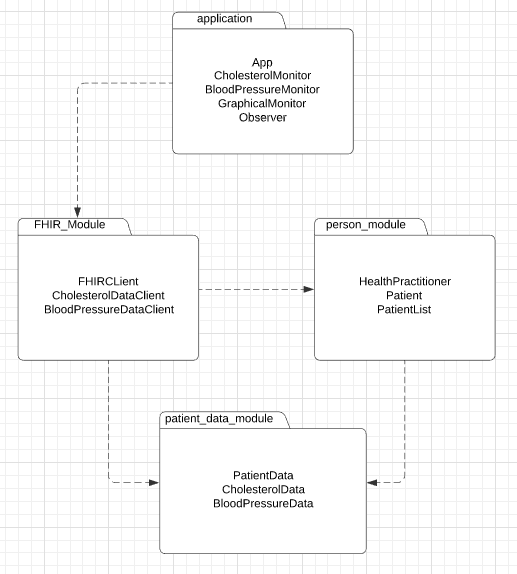 application
App
CholesterolMonitor
BloodPressureMonitor
GraphicalMonitor
Observer
FHIR_Module
FHIRCLient
CholesterolDataClient
BloodPressureDataClient
person_module
HealthPractitioner
Patient
PatientList
patient_data_module
PatientData
CholesterolData
BloodPressureData